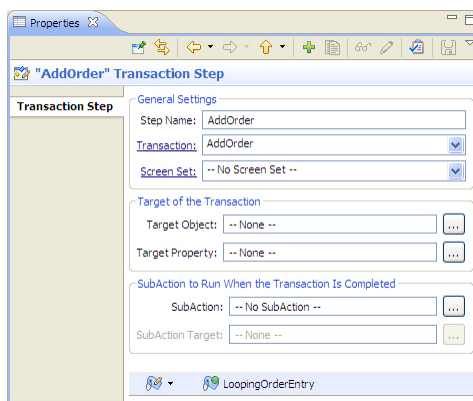 Properties
"AddOrder" Transaction Step
Transaction Step
General Settings
Step Name: AddOrder
Transaction: AddOrder
Screen Set: -- No Screen Set --
Target of the Transaction
Target Object: -- None --
...
Target Property: -- None --
...
SubAction to Run When the Transaction Is Completed
SubAction: -- No SubAction --
...
SubAction Target: -- None --
...
LoopingOrderEntry